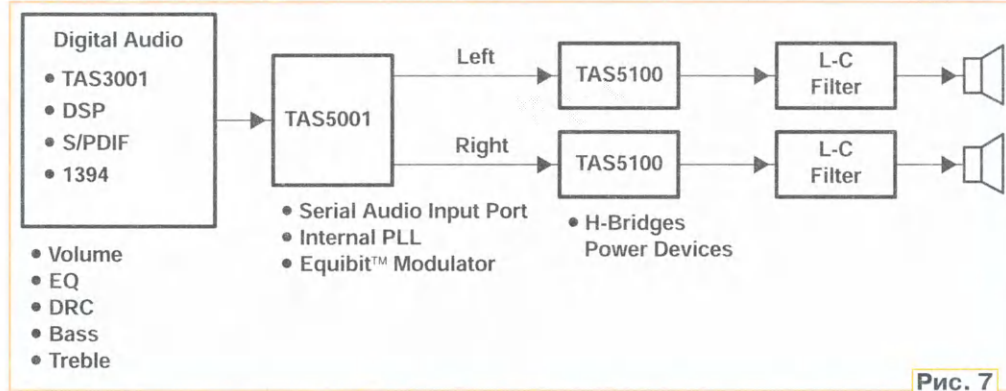 Digital Audio
• TAS3001
• DSP
• S/PDIF
• 1394
• Volume
• EQ
• DRC
• Bass
• Treble
TAS5001
• Serial Audio Input Port
• Internal PLL
• Equibit™ Modulator
Left
Right
TAS5100
TAS5100
• H-Bridges
Power Devices
L-C
Filter
L-C
Filter
Рис. 7